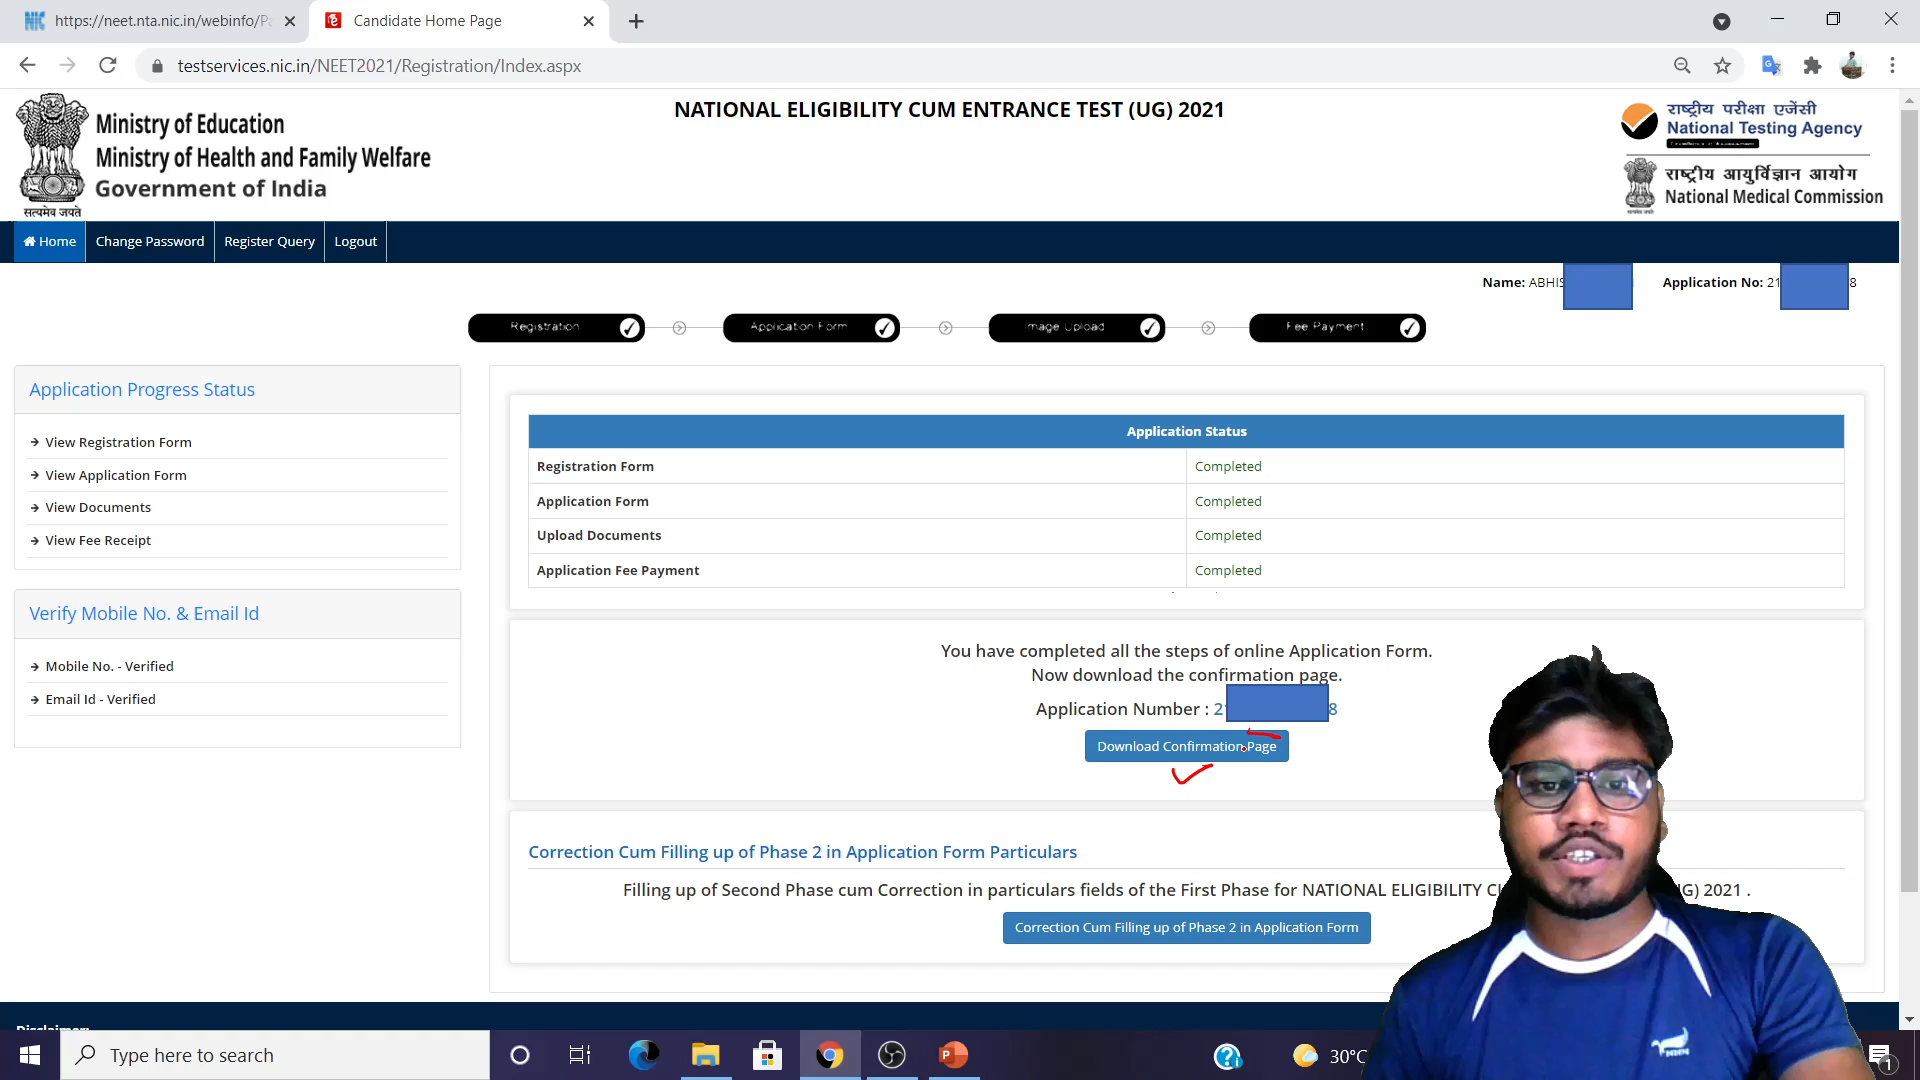 https://neet.nta.nic.in/webinfo/Pa
Candidate Home Page
testservices.nic.in/NEET2021/Registration/Index.aspx
Ministry of Education
Ministry of Health and Family Welfare
Government of India
सत्यमेव जयते
NATIONAL ELIGIBILITY CUM ENTRANCE TEST (UG) 2021
राष्ट्रीय परीक्षा एजेंसी
National Testing Agency
राष्ट्रीय आयुर्विज्ञान आयोग
National Medical Commission
Home
Change Password
Register Query
Logout
Name: ABHIS
Application No: 21 8
Registration
Application Form
Image Upload
Fee Payment
Application Progress Status
View Registration Form
View Application Form
View Documents
View Fee Receipt
Verify Mobile No. & Email Id
Mobile No. - Verified
Email Id - Verified
Application Status
Registration Form Completed
Application Form Completed
Upload Documents Completed
Application Fee Payment Completed
You have completed all the steps of online Application Form.
Now download the confirmation page.
Application Number : 2 8
Download Confirmation Page
Correction Cum Filling up of Phase 2 in Application Form Particulars
Filling up of Second Phase cum Correction in particulars fields of the First Phase for NATIONAL ELIGIBILITY G) 2021 .
Correction Cum Filling up of Phase 2 in Application Form
Disclaimer:
Type here to search
30°C
1